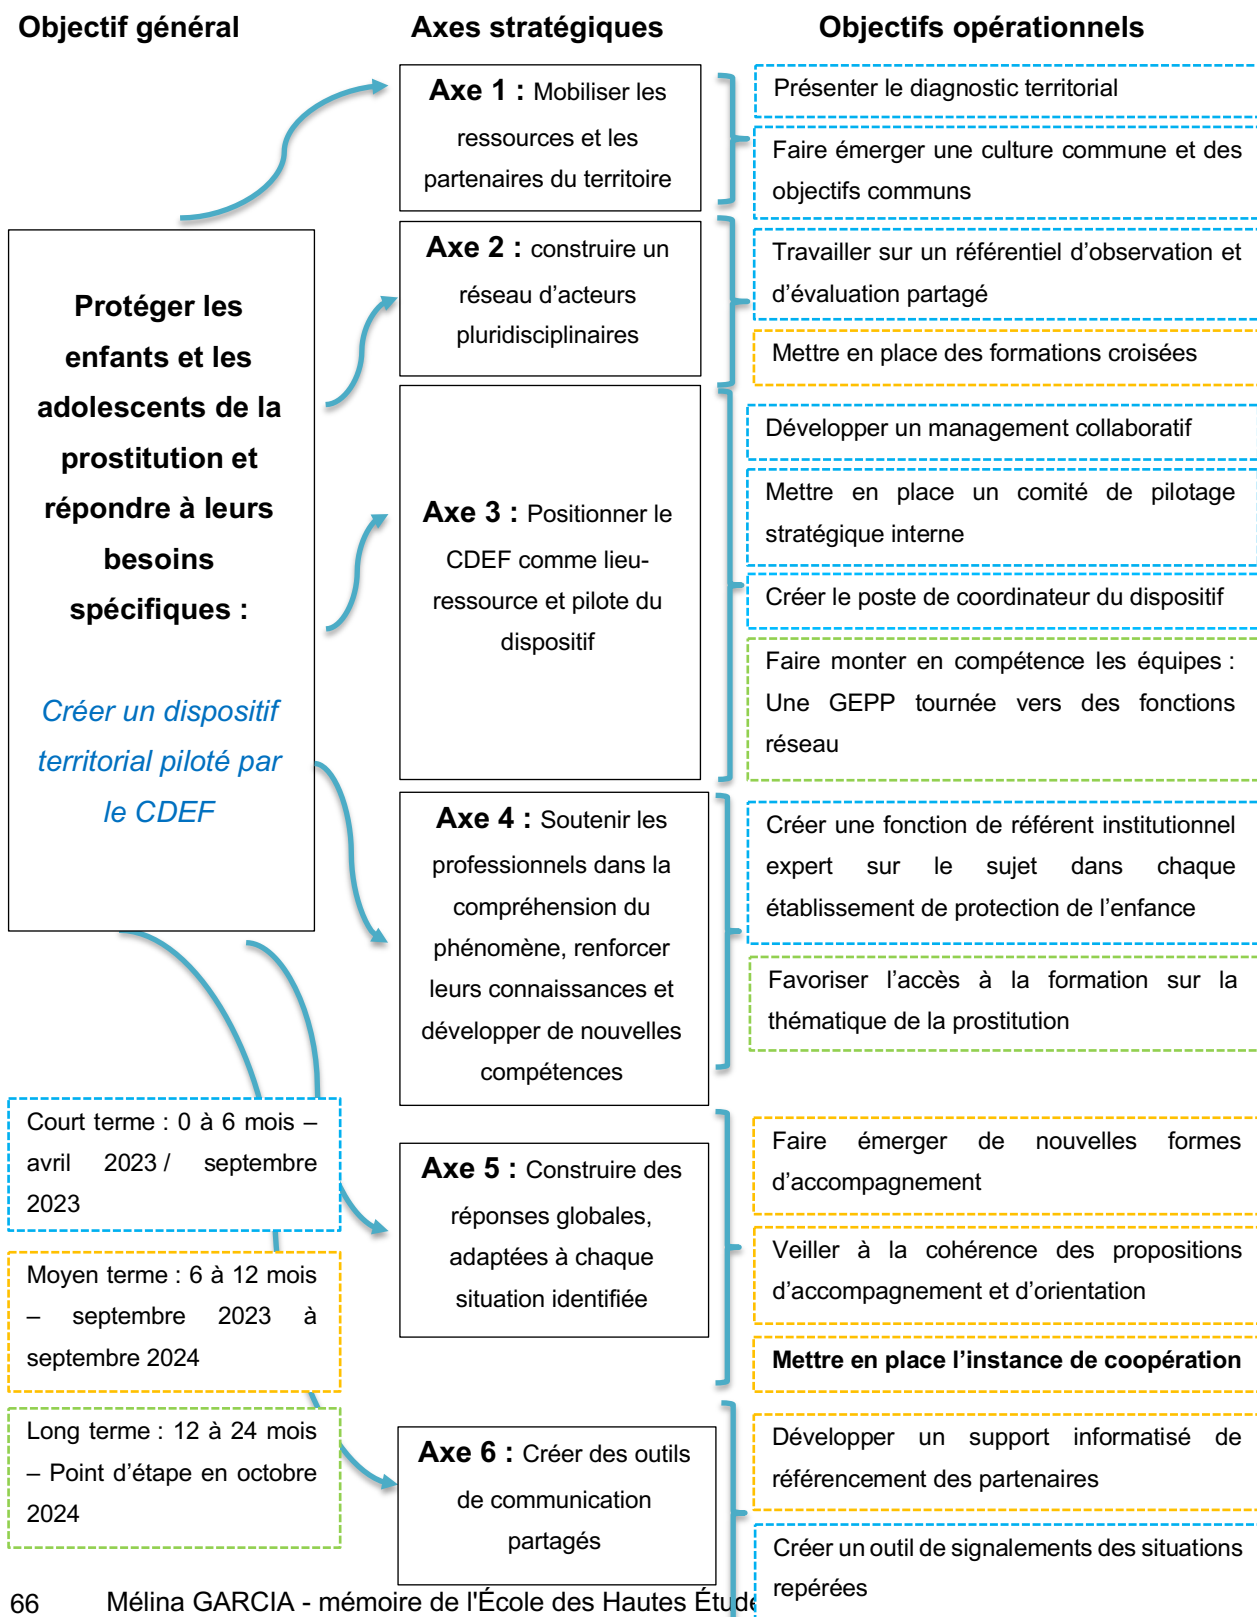 Objectif général
Axes stratégiques
Objectifs opérationnels
Protéger les
enfants et les
adolescents de la
prostitution et
répondre à leurs
besoins
spécifiques :
Créer un dispositif
territorial piloté par
le CDEF
Axe 1 : Mobiliser les
ressources et les
partenaires du territoire
Présenter le diagnostic territorial
Faire émerger une culture commune et des
objectifs communs
Axe 2 : construire un
réseau d’acteurs
pluridisciplinaires
Travailler sur un référentiel d’observation et
d’évaluation partagé
Mettre en place des formations croisées
Axe 3 : Positionner le
CDEF comme lieu-
ressource et pilote du
dispositif
Développer un management collaboratif
Mettre en place un comité de pilotage
stratégique interne
Créer le poste de coordinateur du dispositif
Faire monter en compétence les équipes :
Une GEPP tournée vers des fonctions
réseau
Axe 4 : Soutenir les
professionnels dans la
compréhension du
phénomène, renforcer
leurs connaissances et
développer de nouvelles
compétences
Créer une fonction de référent institutionnel
expert sur le sujet dans chaque
établissement de protection de l’enfance
Favoriser l’accès à la formation sur la
thématique de la prostitution
Axe 5 : Construire des
réponses globales,
adaptées à chaque
situation identifiée
Faire émerger de nouvelles formes
d’accompagnement
Veiller à la cohérence des propositions
d’accompagnement et d’orientation
Mettre en place l’instance de coopération
Axe 6 : Créer des outils
de communication
partagés
Développer un support informatisé de
référencement des partenaires
Créer un outil de signalements des situations
repérées
Court terme : 0 à 6 mois –
avril 2023 / septembre
2023
Moyen terme : 6 à 12 mois
– septembre 2023 à
septembre 2024
Long terme : 12 à 24 mois
– Point d’étape en octobre
2024
66 Mélina GARCIA - mémoire de l'École des Hautes